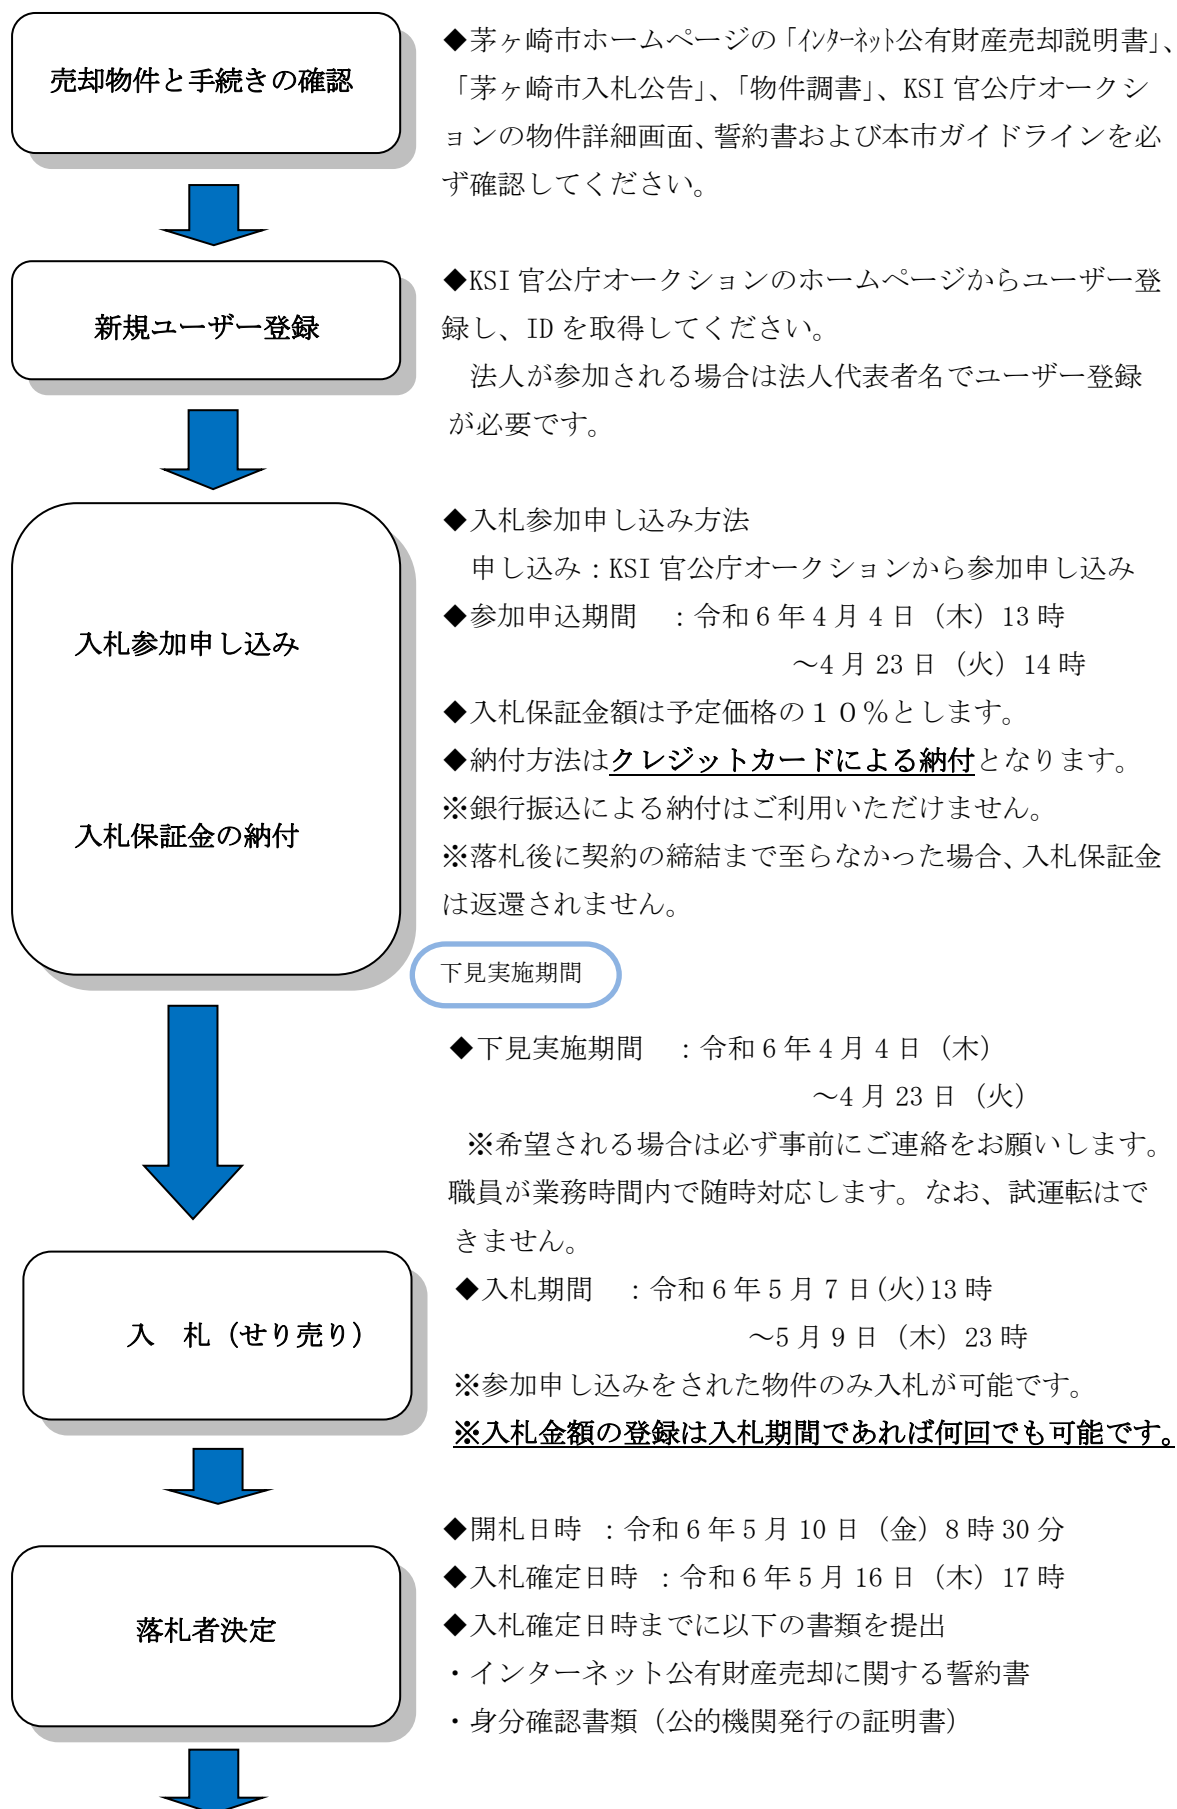 売却物件と手続きの確認
◆茅ヶ崎市ホームページの「インターネット公有財産売却説明書」、
「茅ヶ崎市入札公告」、「物件調書」、KSI 官公庁オークシ
ョンの物件詳細画面、誓約書および本市ガイドラインを必
ず確認してください。
新規ユーザー登録
◆KSI 官公庁オークションのホームページからユーザー登
録し、ID を取得してください。
法人が参加される場合は法人代表者名でユーザー登録
が必要です。
入札参加申し込み
入札保証金の納付
◆入札参加申し込み方法
申し込み：KSI 官公庁オークションから参加申し込み
◆参加申込期間　：令和６年４月４日（木）13 時
～4 月 23 日（火）14 時
◆入札保証金額は予定価格の１０％とします。
◆納付方法はクレジットカードによる納付となります。
※銀行振込による納付はご利用いただけません。
※落札後に契約の締結まで至らなかった場合、入札保証金
は返還されません。
下見実施期間
◆下見実施期間　：令和６年４月４日（木）
～4 月 23 日（火）
※希望される場合は必ず事前にご連絡をお願いします。
職員が業務時間内で随時対応します。なお、試運転はで
きません。
入　札（せり売り）
◆入札期間　：令和６年５月７日(火)13 時
～5 月 9 日（木）23 時
※参加申し込みをされた物件のみ入札が可能です。
※入札金額の登録は入札期間であれば何回でも可能です。
落札者決定
◆開札日時　：令和６年５月 10 日（金）8 時 30 分
◆入札確定日時　：令和６年５月 16 日（木）17 時
◆入札確定日時までに以下の書類を提出
・インターネット公有財産売却に関する誓約書
・身分確認書類（公的機関発行の証明書）